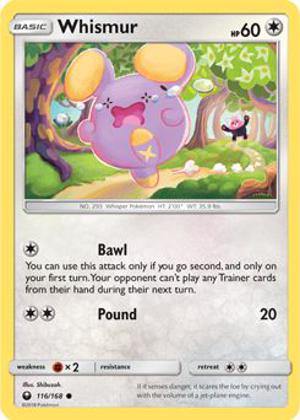 BASIC Whismur HP60
NO. 293 Whisper Pokémon HT: 2'00" WT: 35.9 lbs.
Bawl
You can use this attack only if you go second, and only on
your first turn. Your opponent can't play any Trainer cards
from their hand during their next turn.
Pound 20
weakness ×2 resistance retreat
Illus. Shibuzoh. If it senses danger, it scares the foe by crying out
116/168 with the volume of a jet-plane engine.
©2018 Pokémon